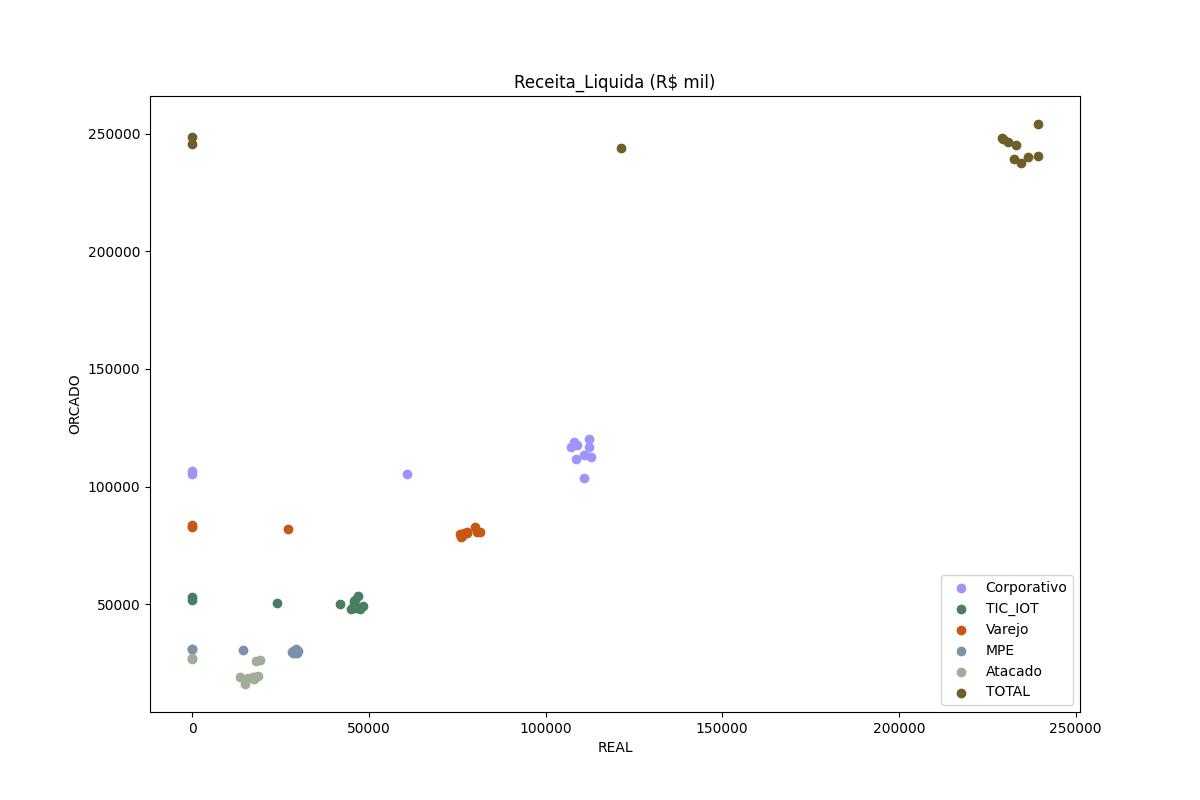 Receita_Liquida (R$ mil)
250000
200000
150000
100000
50000
ORCADO
0 50000 100000 150000 200000 250000
REAL
Corporativo
TIC_IOT
Varejo
MPE
Atacado
TOTAL